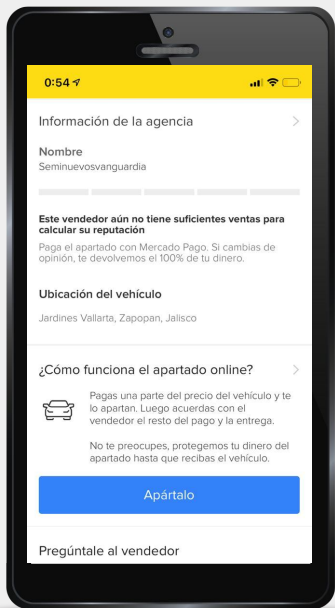 0:54
Información de la agencia
Nombre
Seminuevosvanguardia
Este vendedor aún no tiene suficientes ventas para
calcular su reputación
Paga el apartado con Mercado Pago. Si cambias de
opinión, te devolvemos el 100% de tu dinero.
Ubicación del vehículo
Jardines Vallarta, Zapopan, Jalisco
¿Cómo funciona el apartado online?
Pagas una parte del precio del vehículo y te
lo apartan. Luego acuerdas con el
vendedor el resto del pago y la entrega.
No te preocupes, protegemos tu dinero del
apartado hasta que recibas el vehículo.
Apártalo
Pregúntale al vendedor